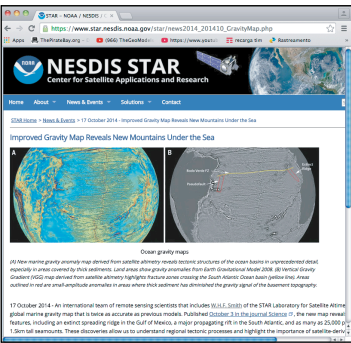 STAR - NOAA / NESDIS / C
https://www.star.nesdis.noaa.gov/star/news2014_201410_GravityMap.php
Apps ThePirateBay.org - (966) TheGeoModels https://www.youtub recarga tim Rastreamento
NOAA
NESDIS STAR
Center for Satellite Applications and Research
Home About News & Events Solutions Contact
STAR Home > News & Events > 17 October 2014 - Improved Gravity Map Reveals New Mountains Under the Sea
Improved Gravity Map Reveals New Mountains Under the Sea
A B
Ocean gravity maps
(A) New marine gravity anomaly map derived from satellite altimetry reveals tectonic structures of the ocean basins in unprecedented detail,
especially in areas covered by thick sediments. Land areas show gravity anomalies from Earth Gravitational Model 2008. (B) Vertical Gravity
Gradient (VGG) map derived from satellite altimetry highlights fracture zones crossing the South Atlantic Ocean basin (yellow line). Areas
outlined in red are small-amplitude anomalies in areas where thick sediment has diminished the gravity signal of the basement topography.
17 October 2014 - An international team of remote sensing scientists that includes W.H.F. Smith of the STAR Laboratory for Satellite Altime
global marine gravity map that is twice as accurate as previous models. Published October 3 in the journal Science, the new map reveal
features, including an extinct spreading ridge in the Gulf of Mexico, a major propagating rift in the South Atlantic, and as many as 25,000 p
1.5km tall seamounts. These discoveries allow us to understand regional tectonic processes and highlight the importance of satellite-deriv